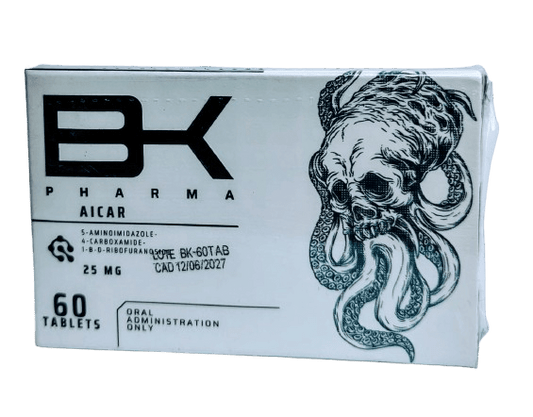 BK
PHARMA
AICAR
5-AMINOIMIDAZOLE-
4-CARBOXAMIDE-
1-B-D-RIBOFURANOSIDE
LOTE BK-60TAB
CAD 12/06/2027
25 MG
60
TABLETS
ORAL
ADMINISTRATION
ONLY